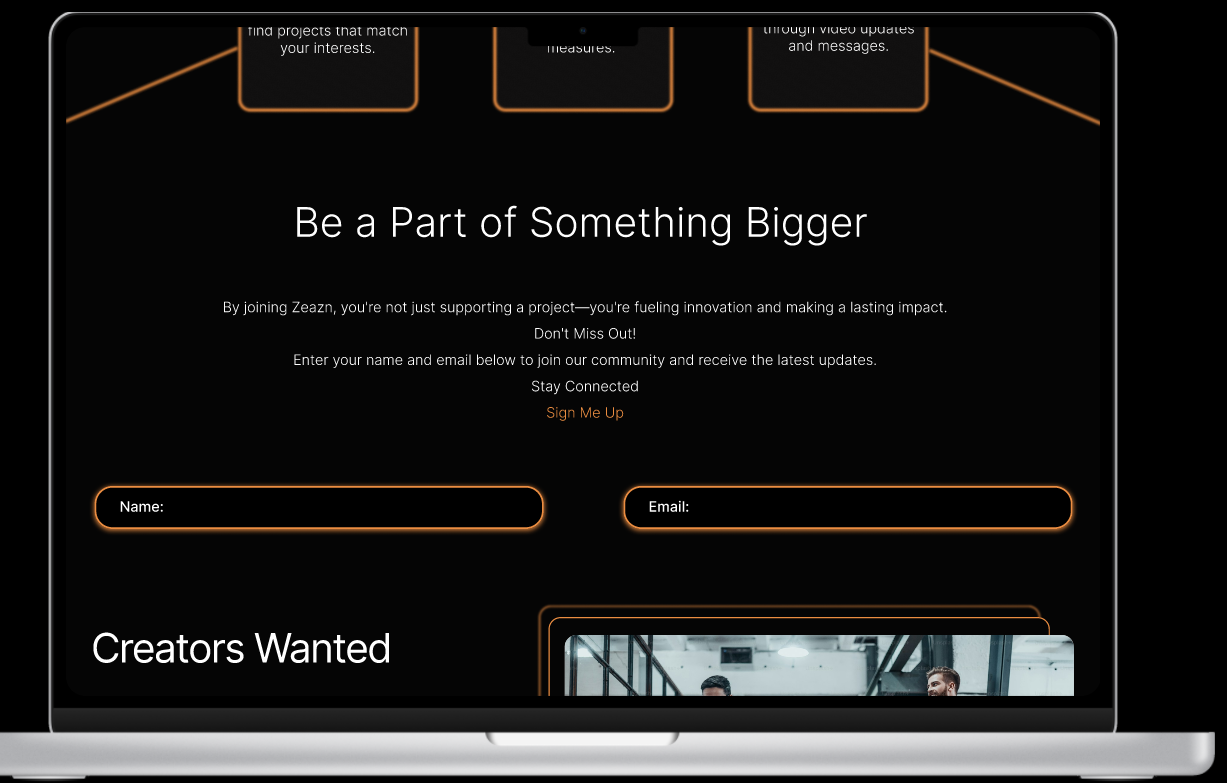 find projects that match
your interests.
measures.
through video updates
and messages.
Be a Part of Something Bigger
By joining Zeazn, you're not just supporting a project—you're fueling innovation and making a lasting impact.
Don't Miss Out!
Enter your name and email below to join our community and receive the latest updates.
Stay Connected
Sign Me Up
Name:
Email:
Creators Wanted